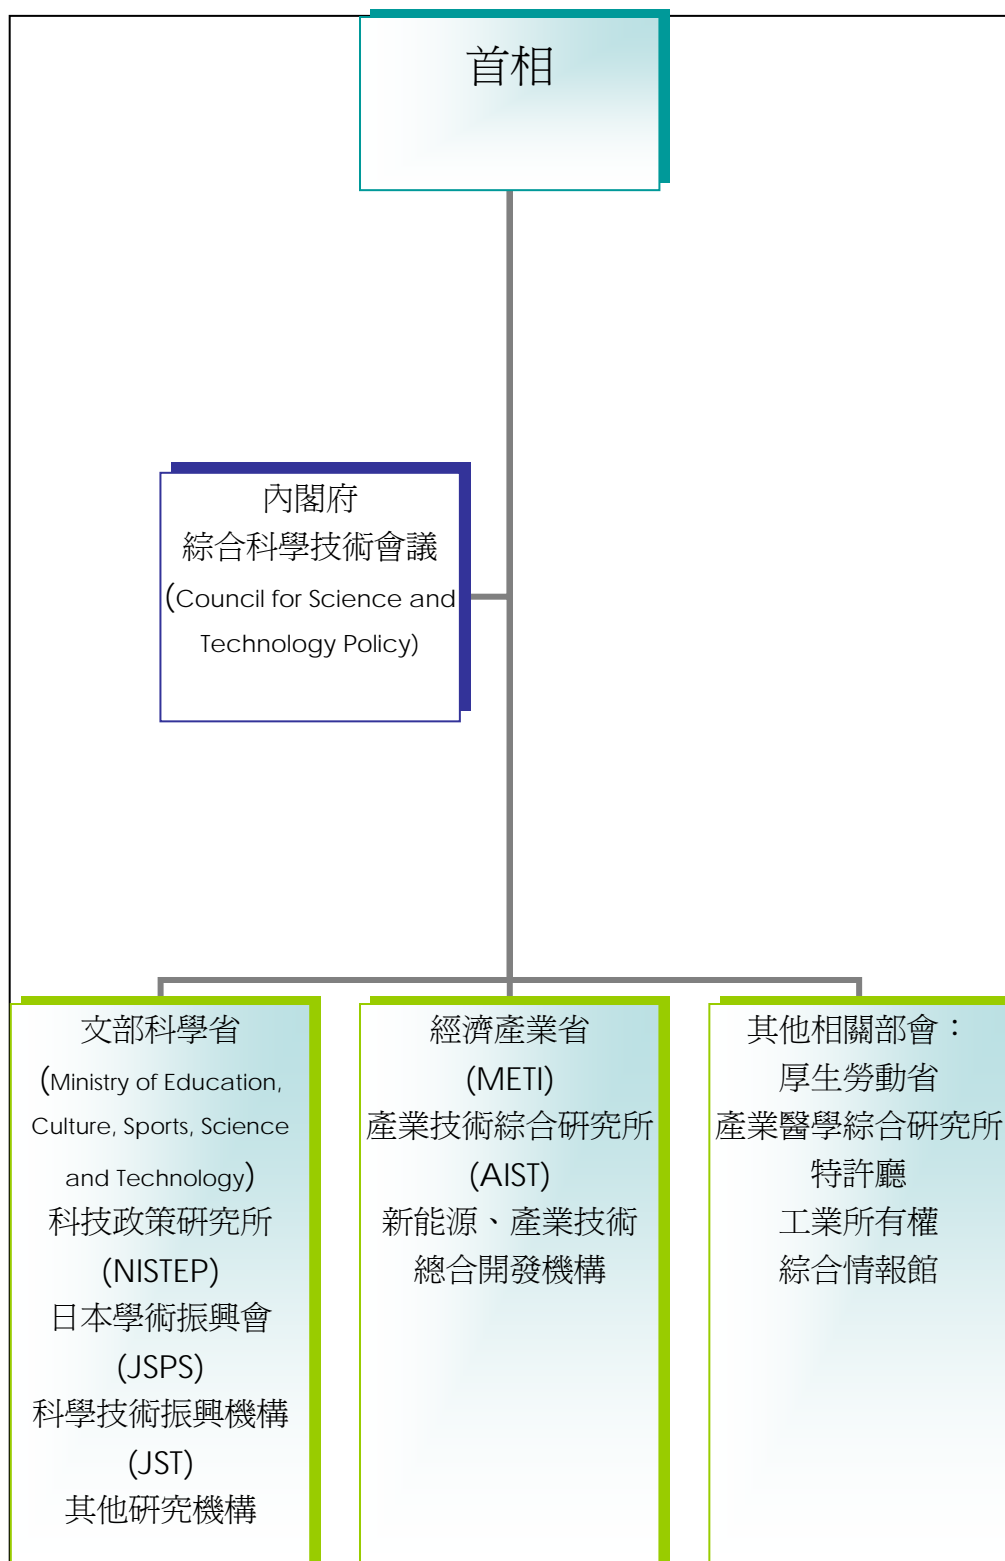 首相
內閣府
綜合科學技術會議
(Council for Science and
Technology Policy)
文部科學省
(Ministry of Education,
Culture, Sports, Science
and Technology)
科技政策研究所
(NISTEP)
日本學術振興會
(JSPS)
科學技術振興機構
(JST)
其他研究機構
經濟產業省
(METI)
產業技術綜合研究所
(AIST)
新能源、產業技術
總合開發機構
其他相關部會：
厚生勞動省
產業醫學綜合研究所
特許廳
工業所有權
綜合情報館